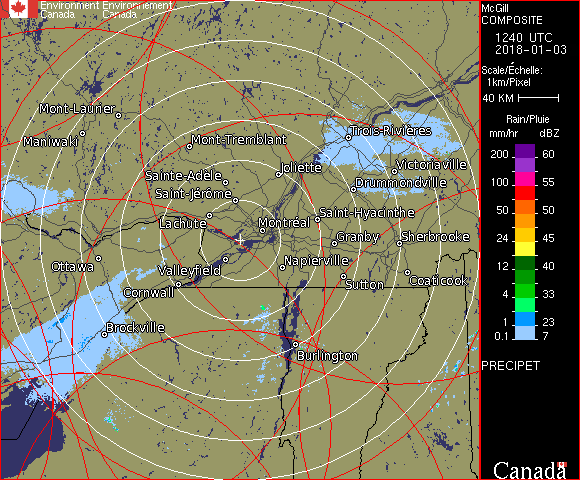 Environment Environnement
Canada Canada
McGill
COMPOSITE
1240 UTC
2018-01-03
Scale/Échelle:
1km/Pixel
40 KM
Rain/Pluie
mm/hr dBZ
200 60
100 55
50 50
24 45
12 40
4 33
1 23
0.1 7
PRECIPET
Canada
Mont-Laurier
Maniwaki
Mont-Tremblant
Trois-Rivières
Joliette
Victoriaville
Sainte-Adèle
Drummondville
Saint-Jérôme
Lachute
Saint-Hyacinthe
Montréal
Granby
Sherbrooke
Ottawa
Valleyfield
Napierville
Cornwall
Sutton
Coaticook
Brockville
Burlington